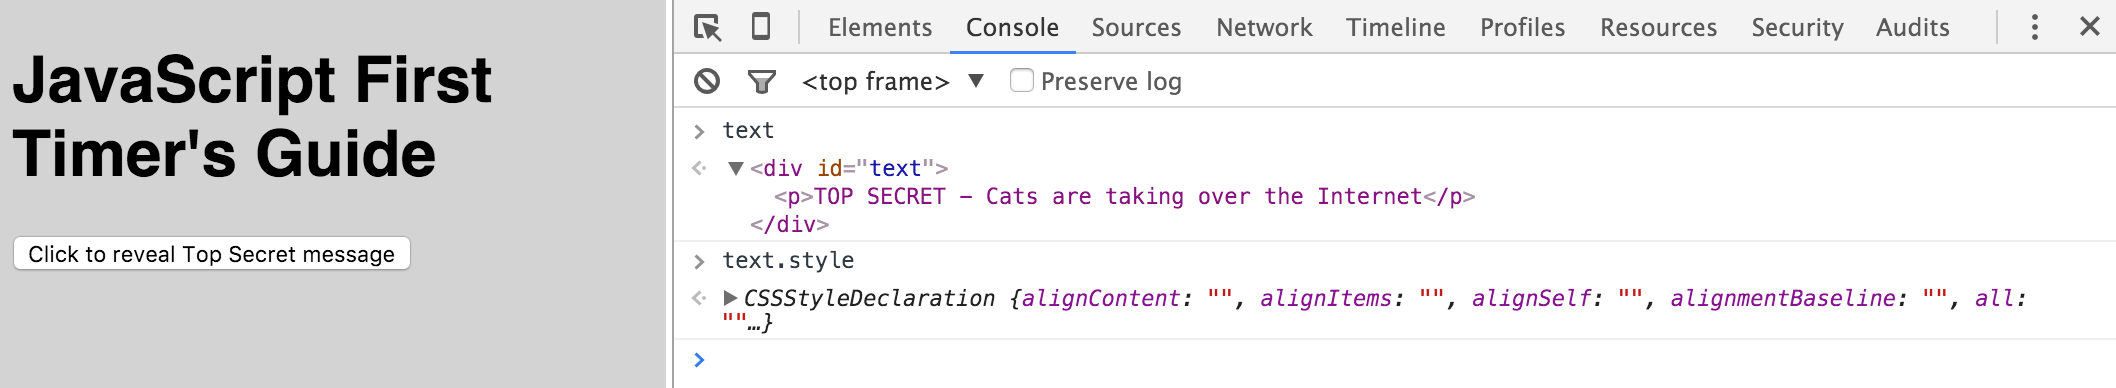 JavaScript First
Timer's Guide
Click to reveal Top Secret message
Elements Console Sources Network Timeline Profiles Resources Security Audits
<top frame> ▼ Preserve log
> text
<div id="text">
<p>TOP SECRET – Cats are taking over the Internet</p>
</div>
> text.style
CSSStyleDeclaration {alignContent: "", alignItems: "", alignSelf: "", alignmentBaseline: "", all:
""…}
>